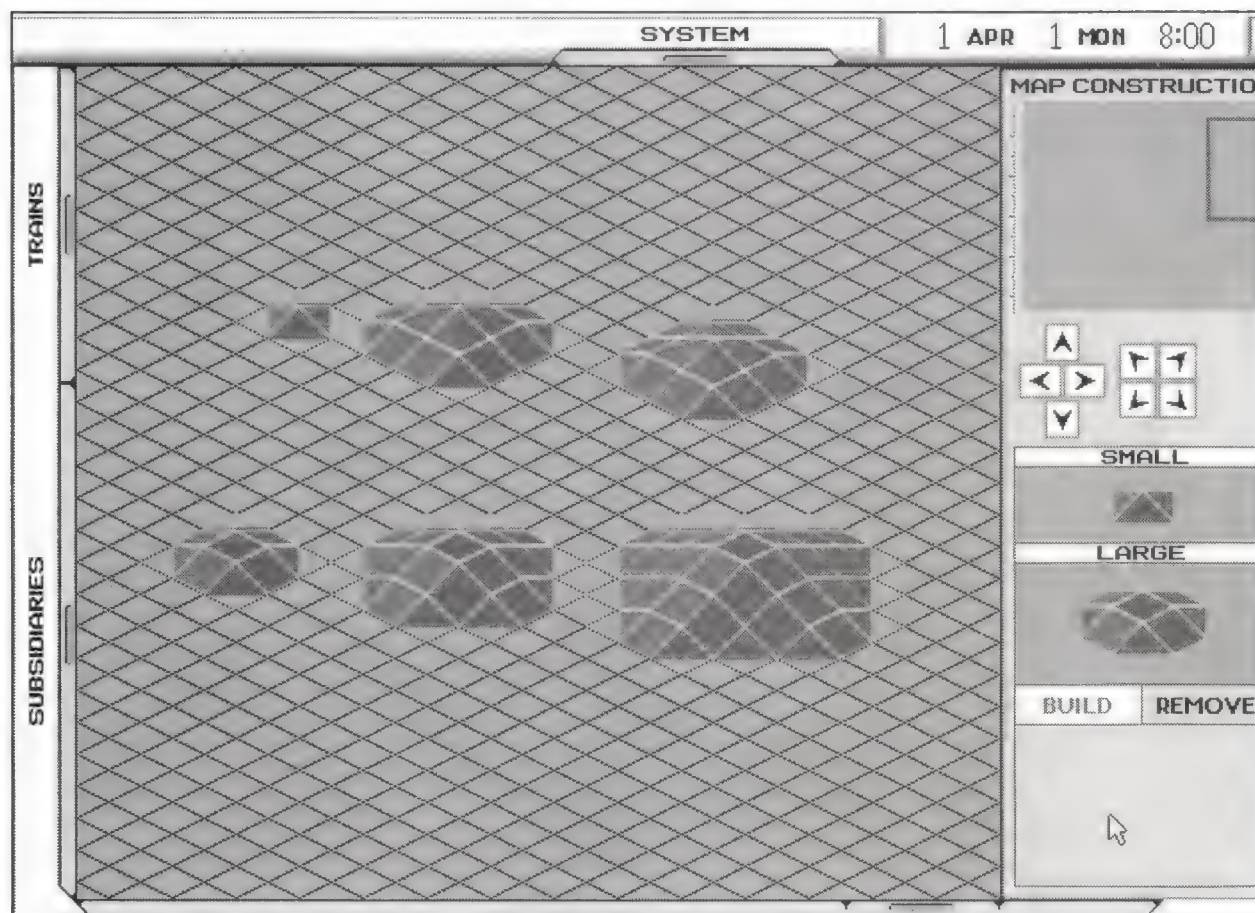 SYSTEM
1 APR 1 MON 8:00
TRAINS
SUBSIDIARIES
MAP CONSTRUCTIO
SMALL
LARGE
BUILD REMOVE